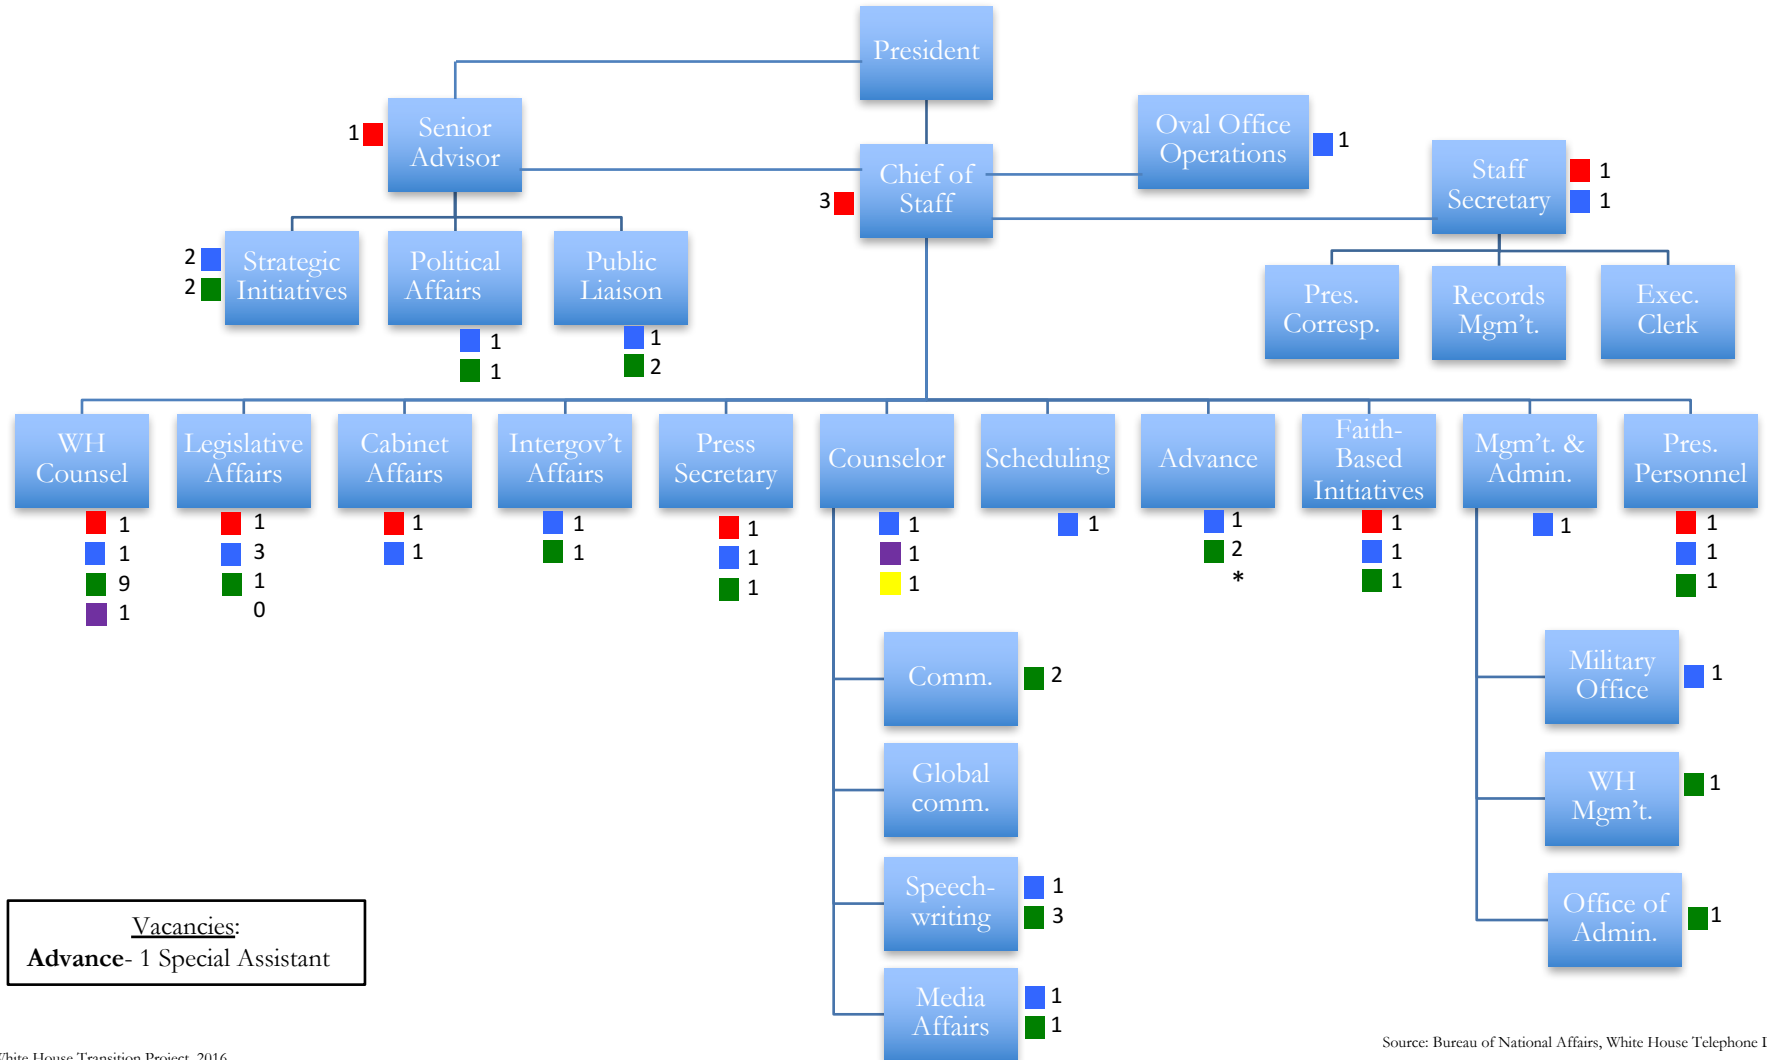 President
Senior
Advisor
1
Oval Office
Operations
1
Chief of
Staff
3
Staff
Secretary
1
1
Strategic
Initiatives
2
2
Political
Affairs
1
1
Public
Liaison
1
2
Pres.
Corresp.
Records
Mgm't.
Exec.
Clerk
WH
Counsel
1
1
9
1
Legislative
Affairs
1
3
1
0
Cabinet
Affairs
1
1
Intergov't
Affairs
1
1
Press
Secretary
1
1
1
Counselor
1
1
1
Scheduling
1
Advance
1
2
*
Faith-
Based
Initiatives
1
1
1
Mgm't. &
Admin.
1
Pres.
Personnel
1
1
1
Comm.
2
Global
comm.
Speech-
writing
1
3
Media
Affairs
1
1
Military
Office
1
WH
Mgm't.
1
Office of
Admin.
1
Vacancies:
Advance- 1 Special Assistant
White House Transition Project, 2016
Source: Bureau of National Affairs, White House Telephone